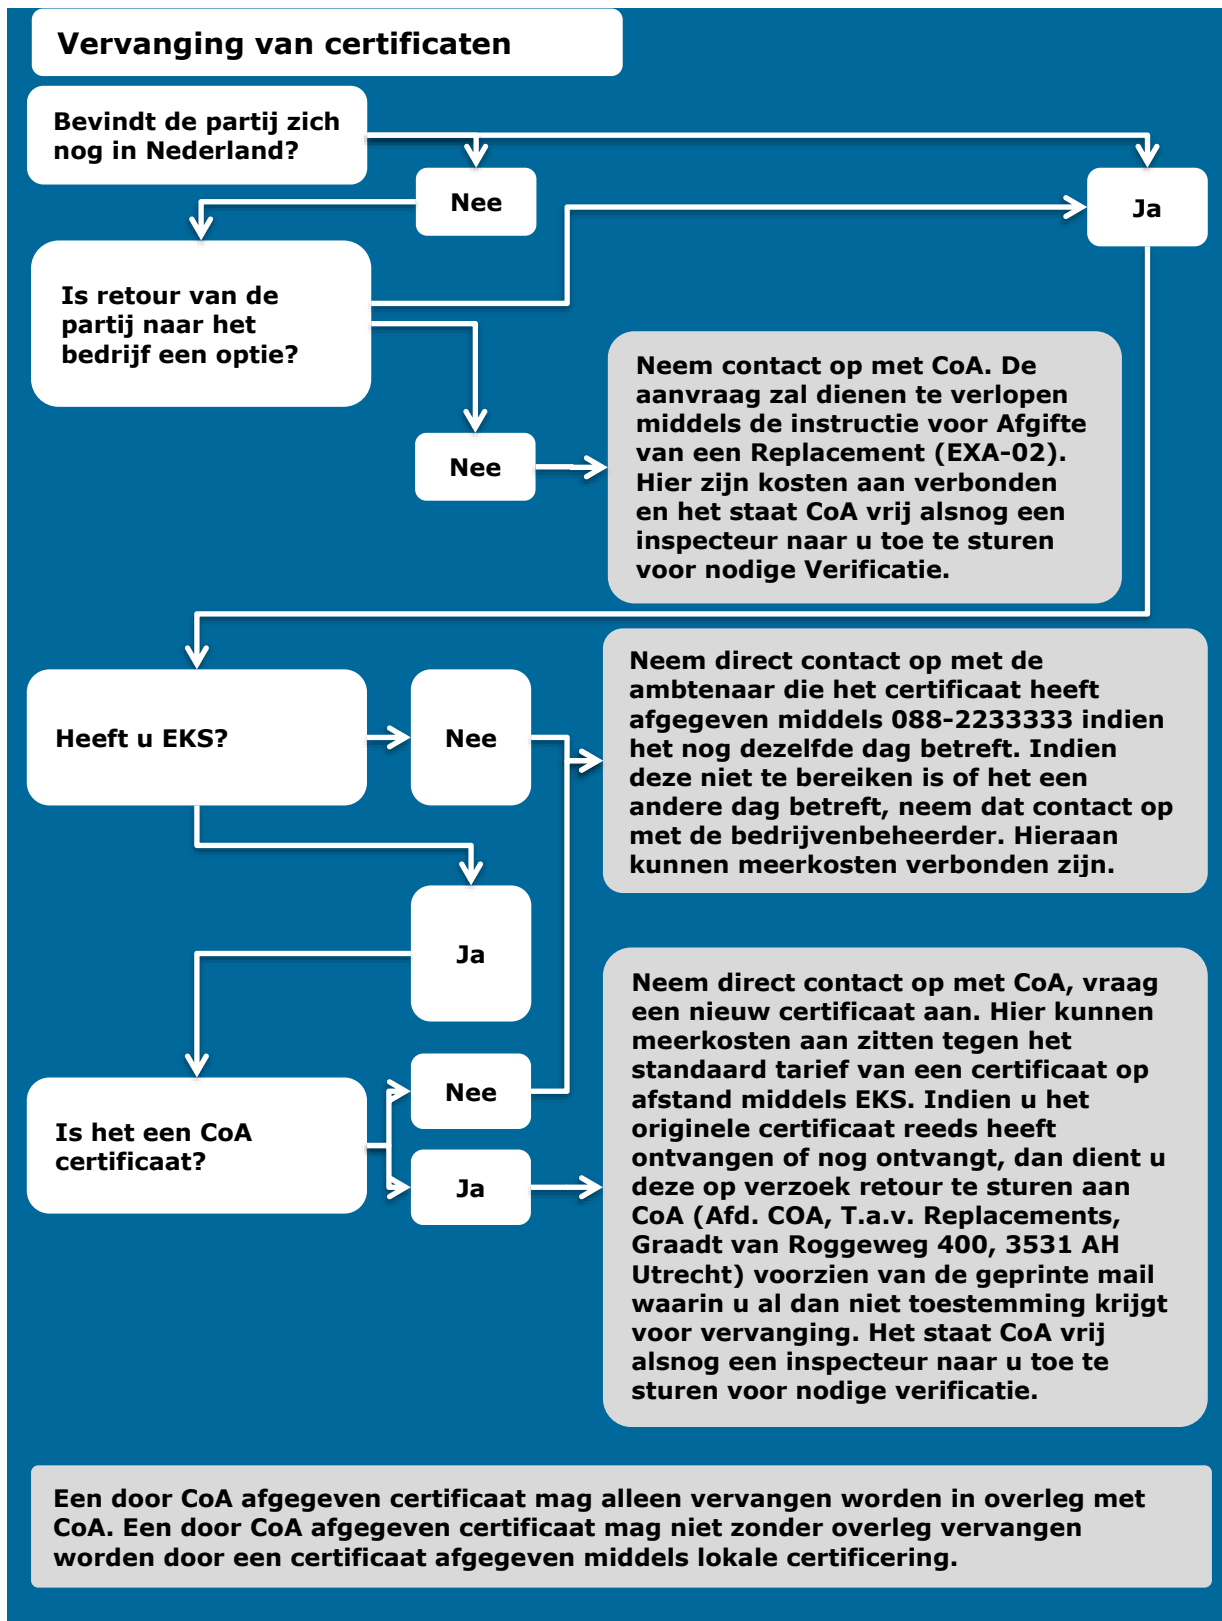 Vervanging van certificaten
Bevindt de partij zich
nog in Nederland?
Nee
Ja
Is retour van de
partij naar het
bedrijf een optie?
Neem contact op met CoA. De
aanvraag zal dienen te verlopen
middels de instructie voor Afgifte
van een Replacement (EXA-02).
Hier zijn kosten aan verbonden
en het staat CoA vrij alsnog een
inspecteur naar u toe te sturen
voor nodige Verificatie.
Nee
Neem direct contact op met de
ambtenaar die het certificaat heeft
afgegeven middels 088-2233333 indien
het nog dezelfde dag betreft. Indien
deze niet te bereiken is of het een
andere dag betreft, neem dat contact op
met de bedrijvenbeheerder. Hieraan
kunnen meerkosten verbonden zijn.
Heeft u EKS?
Nee
Ja
Neem direct contact op met CoA, vraag
een nieuw certificaat aan. Hier kunnen
meerkosten aan zitten tegen het
standaard tarief van een certificaat op
afstand middels EKS. Indien u het
originele certificaat reeds heeft
ontvangen of nog ontvangt, dan dient u
deze op verzoek retour te sturen aan
CoA (Afd. COA, T.a.v. Replacements,
Graadt van Roggeweg 400, 3531 AH
Utrecht) voorzien van de geprinte mail
waarin u al dan niet toestemming krijgt
voor vervanging. Het staat CoA vrij
alsnog een inspecteur naar u toe te
sturen voor nodige verificatie.
Nee
Is het een CoA
certificaat?
Ja
Een door CoA afgegeven certificaat mag alleen vervangen worden in overleg met
CoA. Een door CoA afgegeven certificaat mag niet zonder overleg vervangen
worden door een certificaat afgegeven middels lokale certificering.